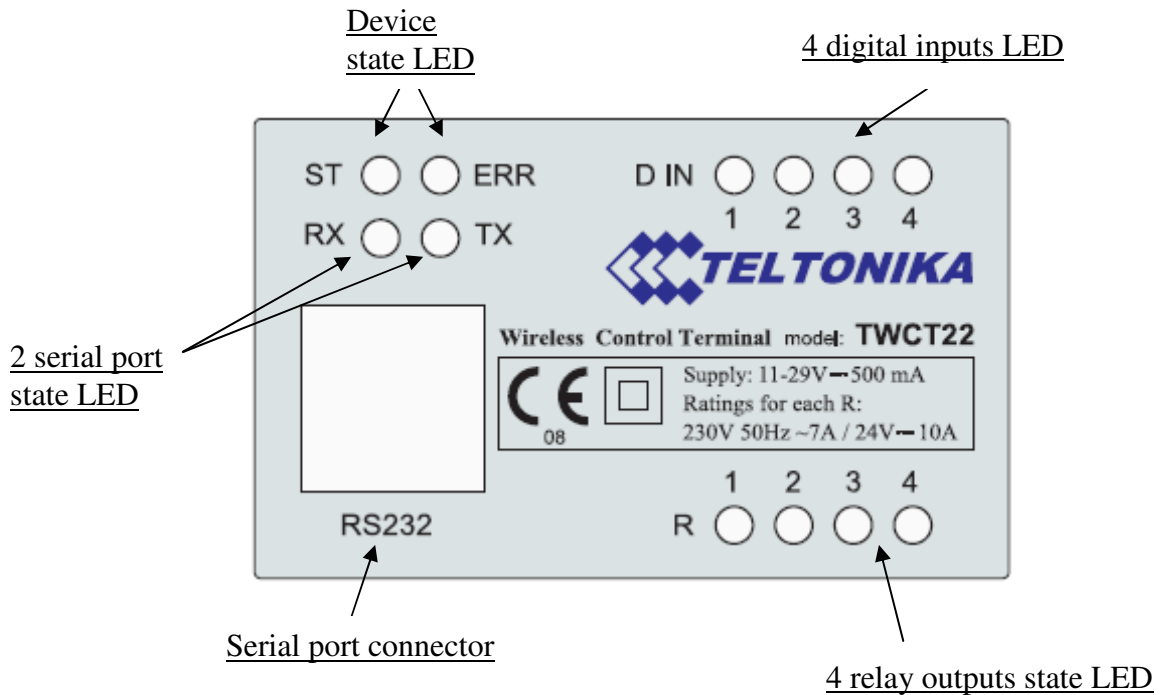 Device
state LED
4 digital inputs LED
ST ERR
D IN
1 2 3 4
RX TX
TELTONIKA
2 serial port
state LED
Wireless Control Terminal model: TWCT22
CE
08
Supply: 11-29V⎓500 mA
Ratings for each R:
230V 50Hz ~7A / 24V⎓10A
1 2 3 4
R
RS232
Serial port connector
4 relay outputs state LED